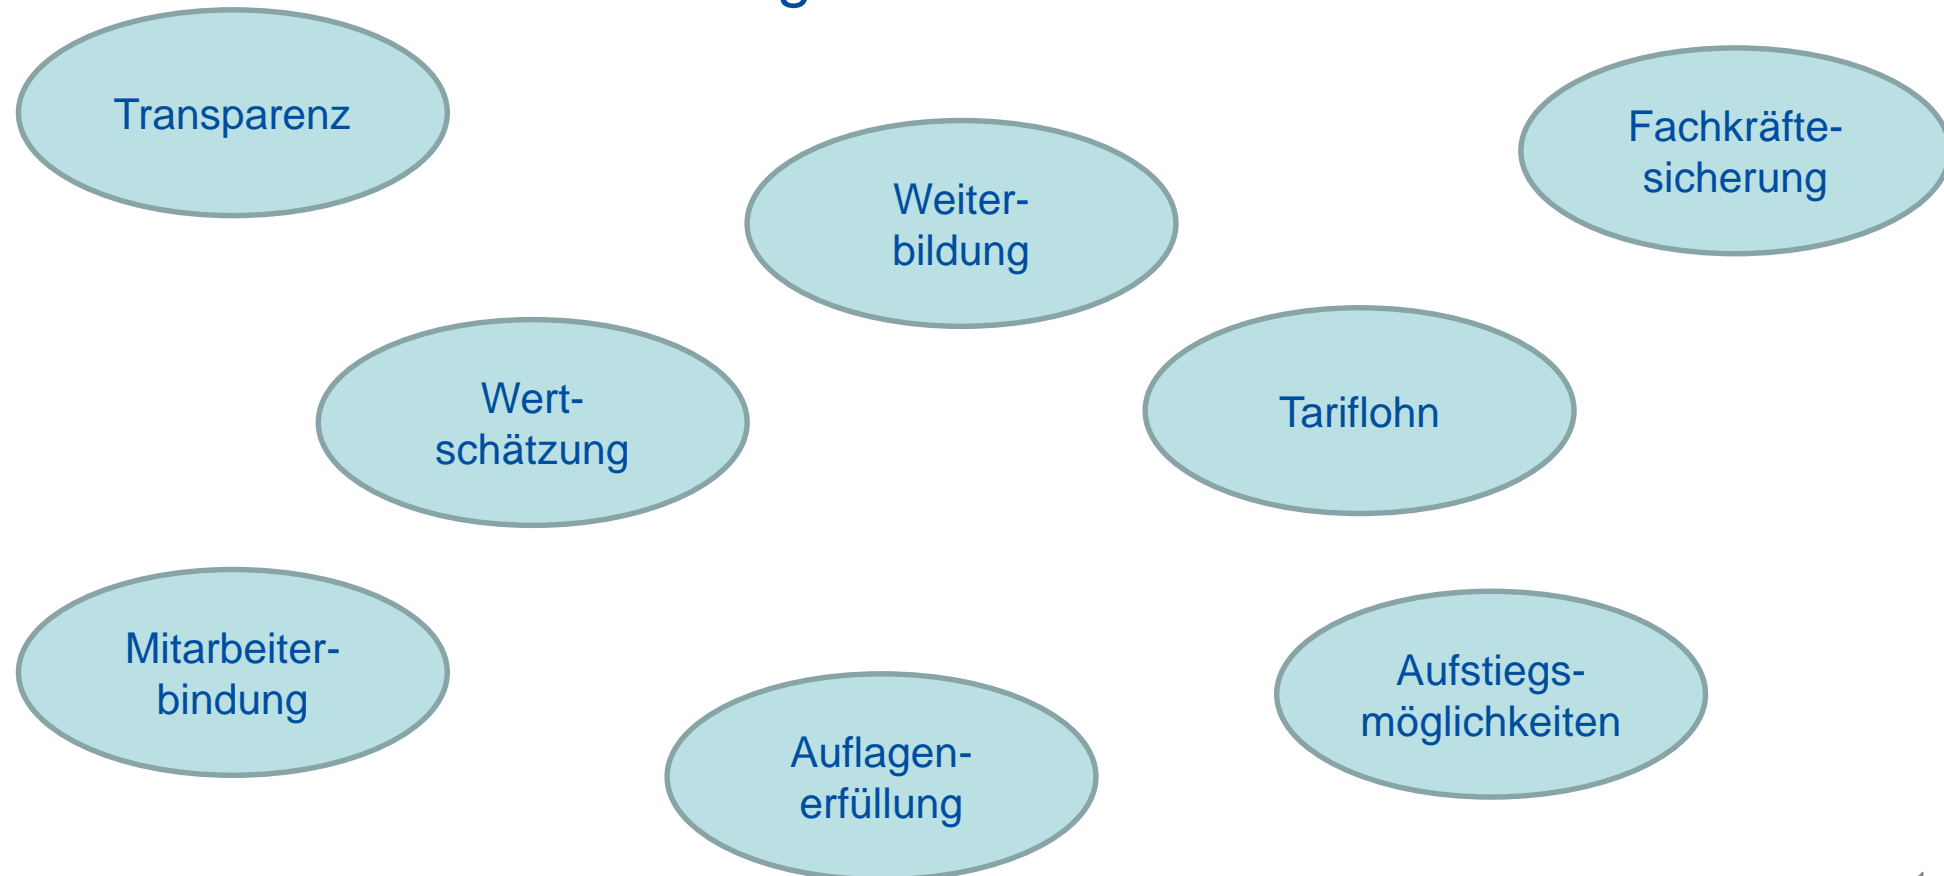 Transparenz
Fachkräfte-
sicherung
Weiter-
bildung
Wert-
schätzung
Tariflohn
Mitarbeiter-
bindung
Aufstiegs-
möglichkeiten
Auflagen-
erfüllung